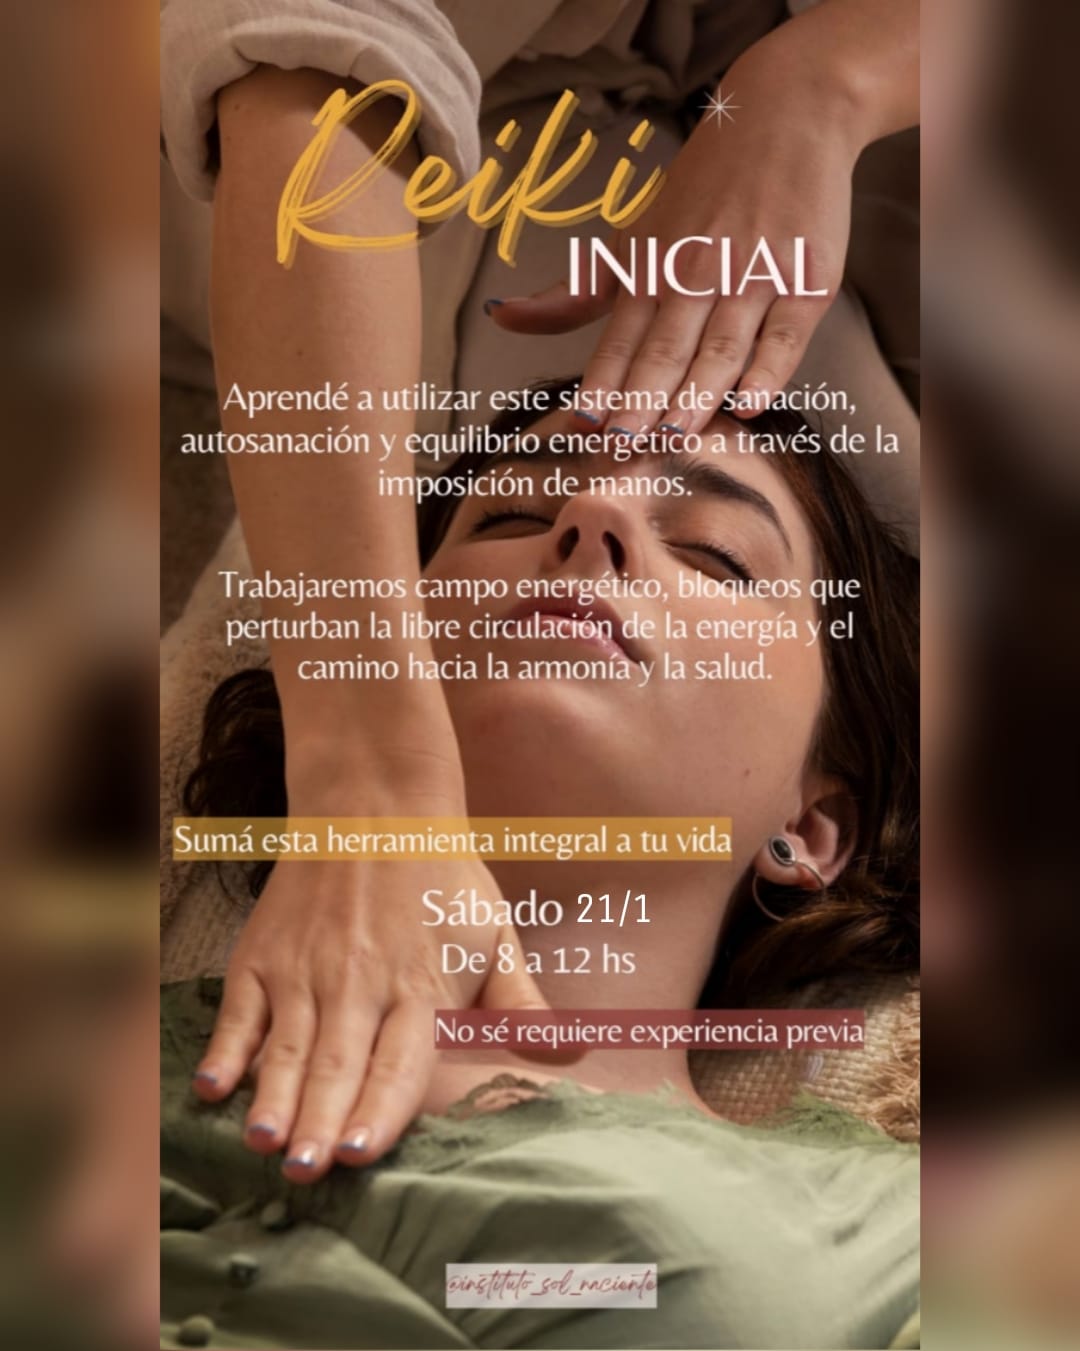 Reiki
INICIAL
Aprendé a utilizar este sistema de sanación,
autosanación y equilibrio energético a través de la
imposición de manos.
Trabajaremos campo energético, bloqueos que
perturban la libre circulación de la energía y el
camino hacia la armonía y la salud.
Sumá esta herramienta integral a tu vida
Sábado 21/1
De 8 a 12 hs
No sé requiere experiencia previa
@instituto_sol_naciente